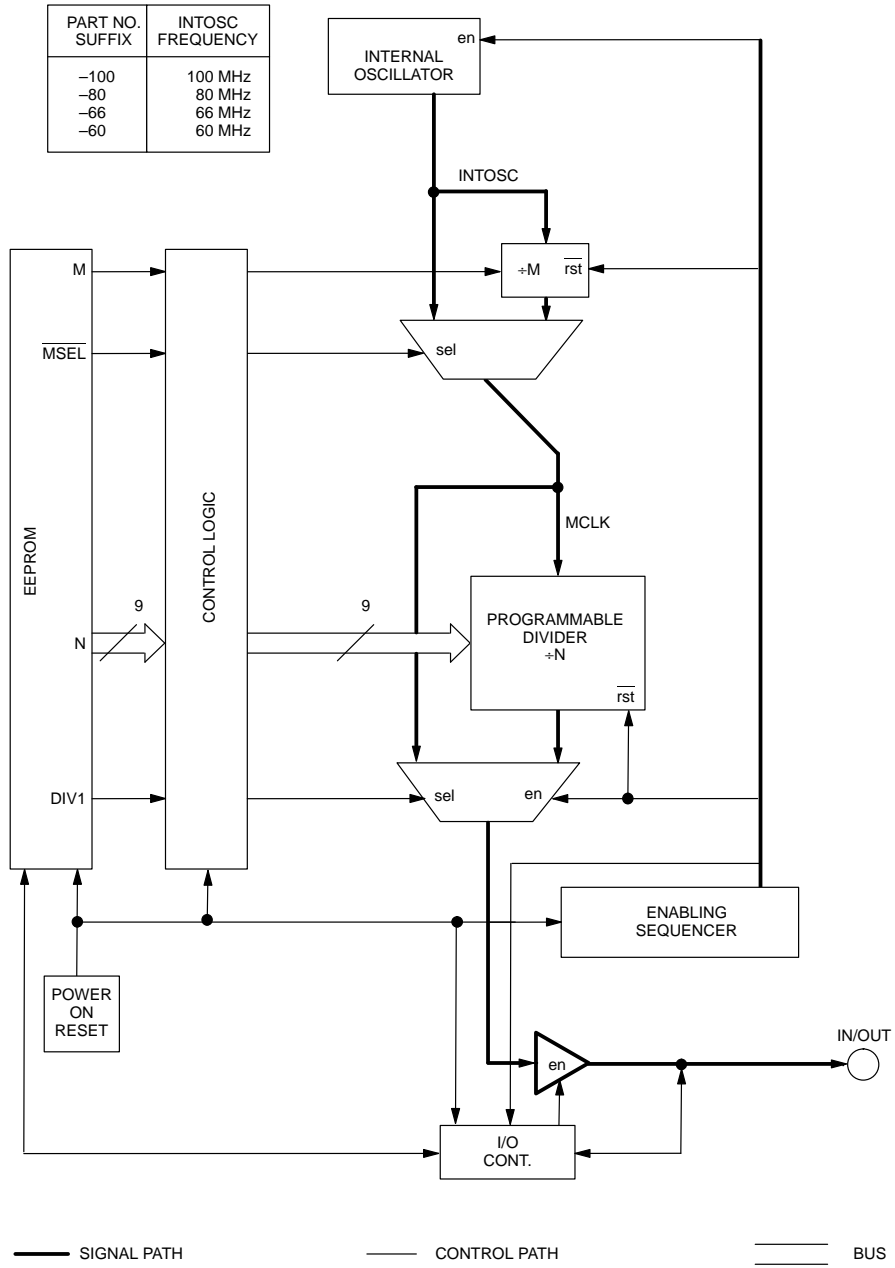 PART NO. SUFFIX INTOSC FREQUENCY
–100 100 MHz
–80 80 MHz
–66 66 MHz
–60 60 MHz
en
INTERNAL
OSCILLATOR
INTOSC
M
÷M rst
MSEL
sel
EEPROM
CONTROL LOGIC
MCLK
9
9
N
PROGRAMMABLE
DIVIDER
÷N
rst
DIV1
sel en
ENABLING
SEQUENCER
POWER
ON
RESET
IN/OUT
en
I/O
CONT.
SIGNAL PATH
CONTROL PATH
BUS